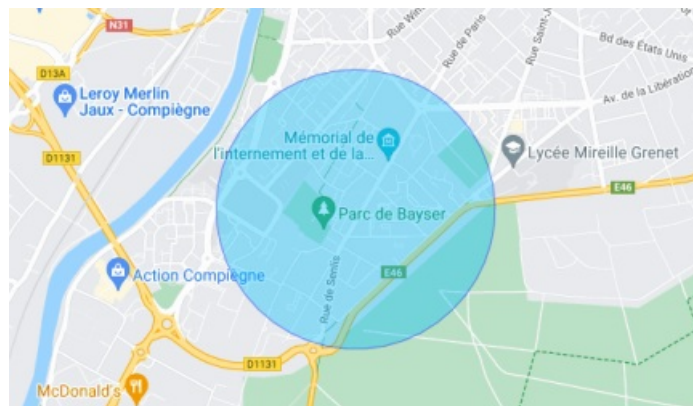 N31
Rue Win
Rue de Paris
Rue Saint-J
Bd des États Unis
D13A
Leroy Merlin
Jaux - Compiègne
Av. de la Libération
Mémorial de
l'internement et de la...
Lycée Mireille Grenet
D1131
E46
Parc de Bayser
Action Compiègne
E46
Rue de Senlis
D1131
McDonald's